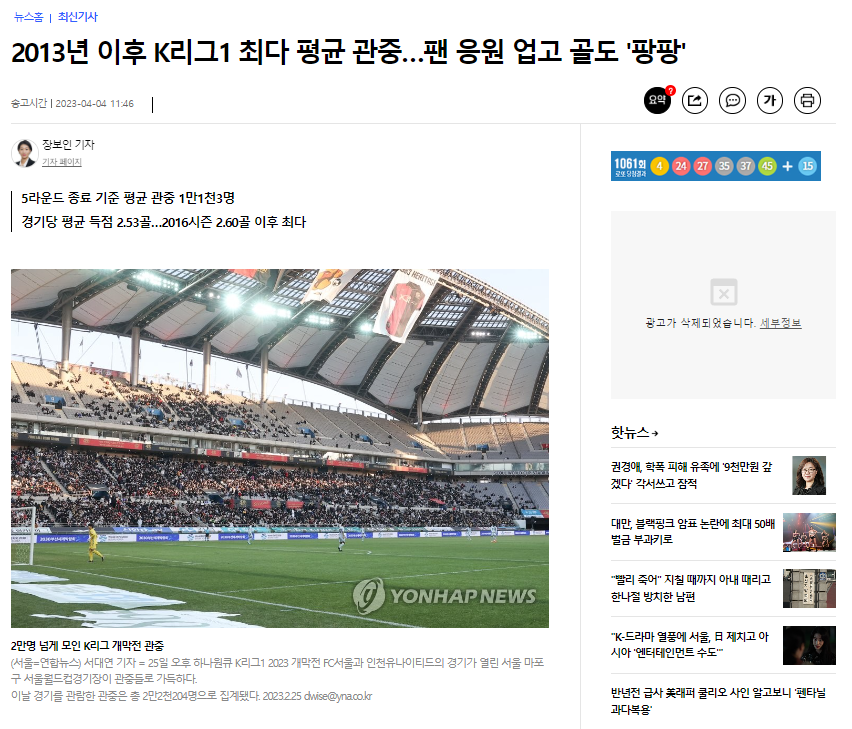 뉴스홈 | 최신기사
2013년 이후 K리그1 최다 평균 관중…팬 응원 업고 골도 '팡팡'
송고시간 | 2023-04-04 11:46
요약
?
가
장보인 기자
기자 페이지
5라운드 종료 기준 평균 관중 1만1천3명
경기당 평균 득점 2.53골…2016시즌 2.60골 이후 최다
YONHAP NEWS
2만명 넘게 모인 K리그 개막전 관중
(서울=연합뉴스) 서대연 기자 = 25일 오후 하나원큐 K리그1 2023 개막전 FC서울과 인천유나이티드의 경기가 열린 서울 마포
구 서울월드컵경기장이 관중들로 가득하다.
이날 경기를 관람한 관중은 총 2만2천204명으로 집계됐다. 2023.2.25 dwise@yna.co.kr
1061회
로또 당첨결과
4 24 27 35 37 45 + 15
광고가 삭제되었습니다. 세부정보
핫뉴스
권경애, 학폭 피해 유족에 '9천만원 갚
겠다' 각서쓰고 잠적
대만, 블랙핑크 암표 논란에 최대 50배
벌금 부과키로
"빨리 죽어" 지칠 때까지 아내 때리고
한나절 방치한 남편
"K-드라마 열풍에 서울, 日 제치고 아
시아 '엔터테인먼트 수도'"
반년전 급사 美래퍼 쿨리오 사인 알고보니 '펜타닐
과다복용'